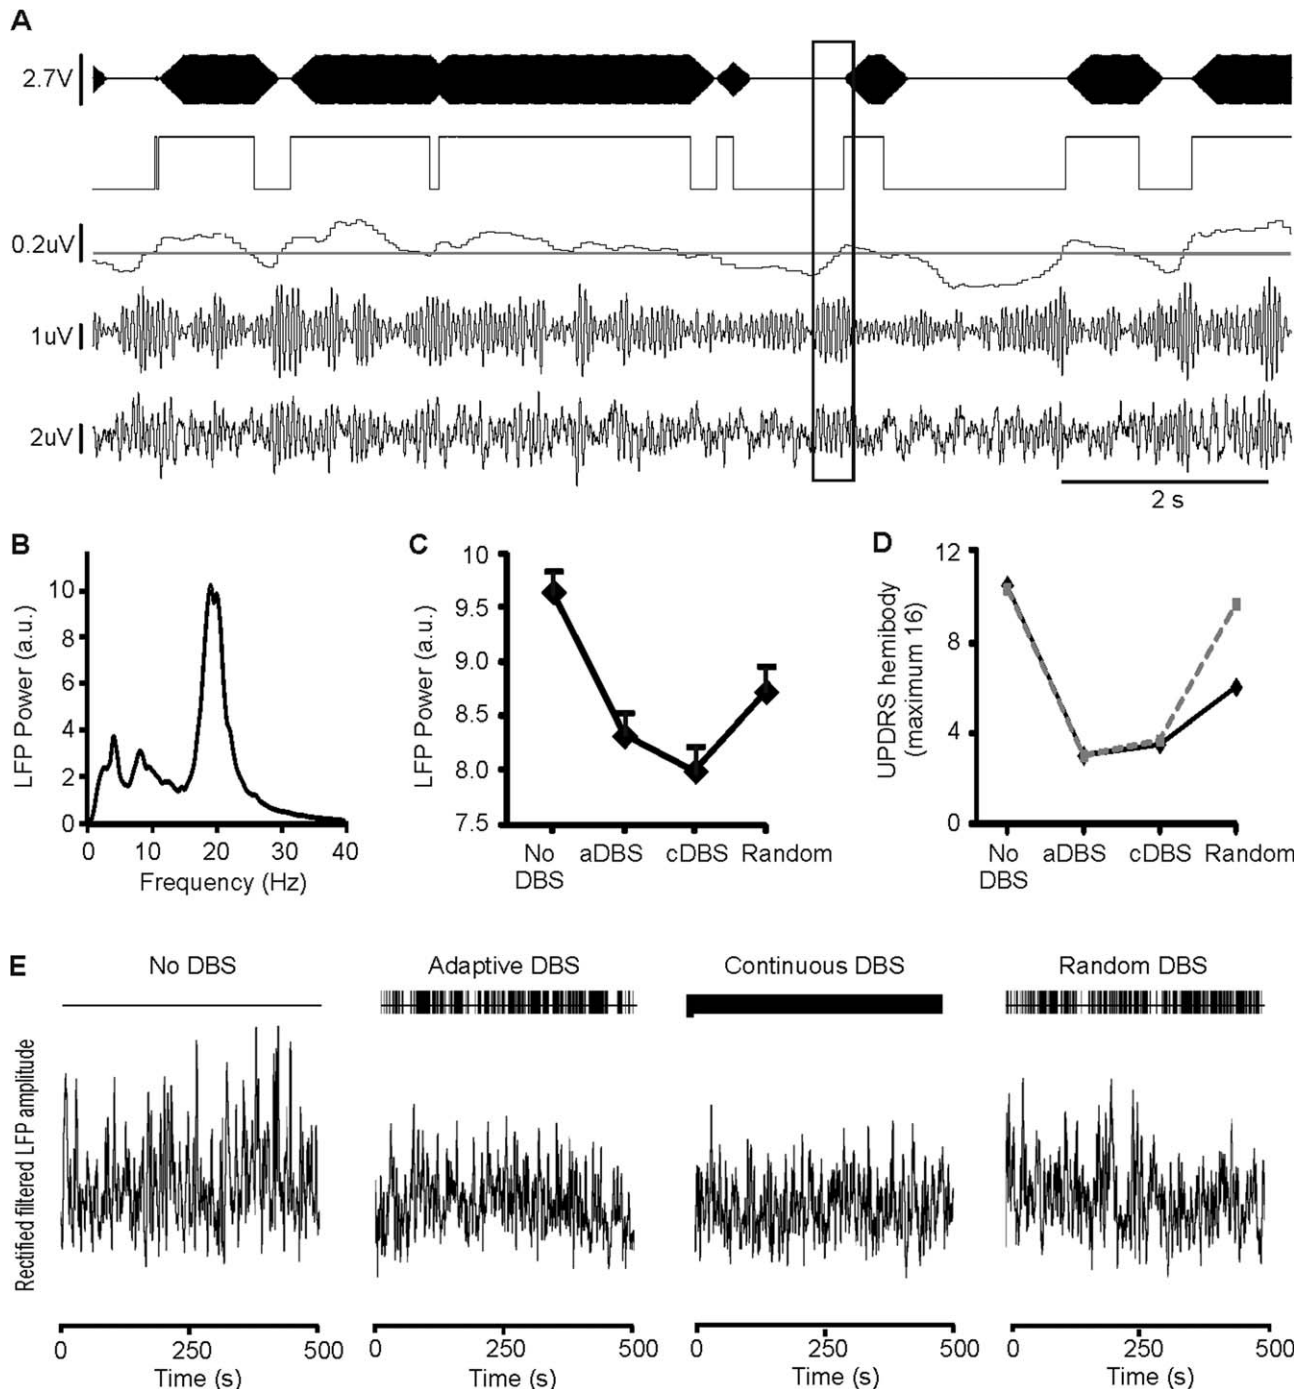 A
2.7V
0.2uV
1uV
2uV
2 s
B
LFP Power (a.u.)
10
8
6
4
2
0
0 10 20 30 40
Frequency (Hz)
C
LFP Power (a.u.)
10
9.5
9.0
8.5
8.0
7.5
No DBS aDBS cDBS Random
D
UPDRS hemibody
(maximum 16)
12
8
4
0
No DBS aDBS cDBS Random
E
No DBS Adaptive DBS Continuous DBS Random DBS
Rectified filtered LFP amplitude
0 250 500 0 250 500 0 250 500 0 250 500
Time (s) Time (s) Time (s) Time (s)